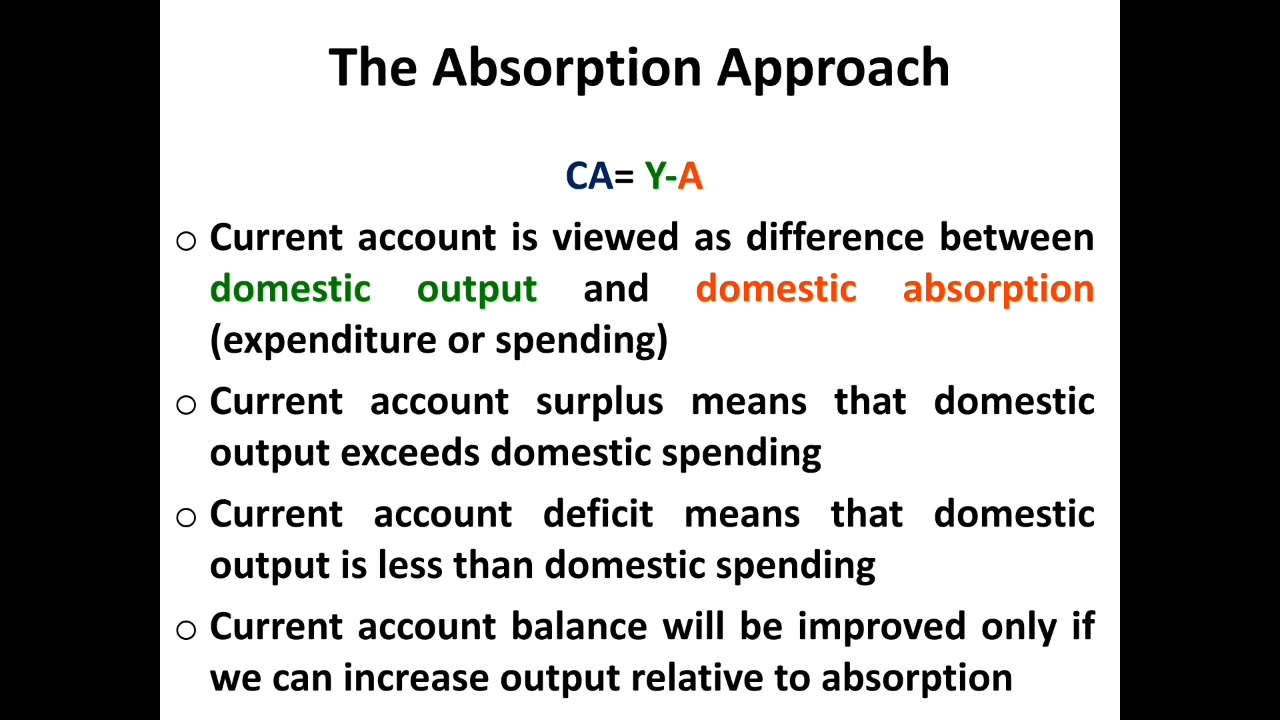 The Absorption Approach
CA= Y-A
○ Current account is viewed as difference between
domestic output and domestic absorption
(expenditure or spending)
○ Current account surplus means that domestic
output exceeds domestic spending
○ Current account deficit means that domestic
output is less than domestic spending
○ Current account balance will be improved only if
we can increase output relative to absorption